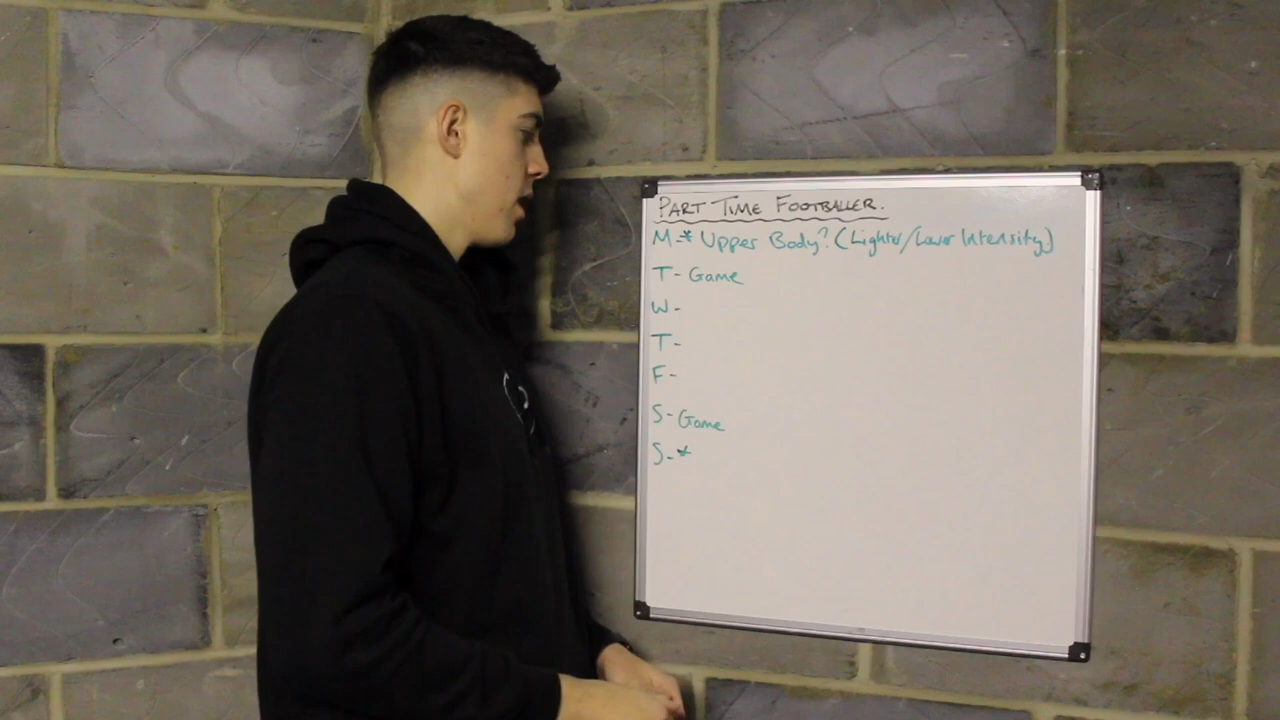 PART TIME FOOTBALLER.
M-* Upper Body? (Lighter/Lower Intensity)
T- Game
W-
T-
F-
S- Game
S-*